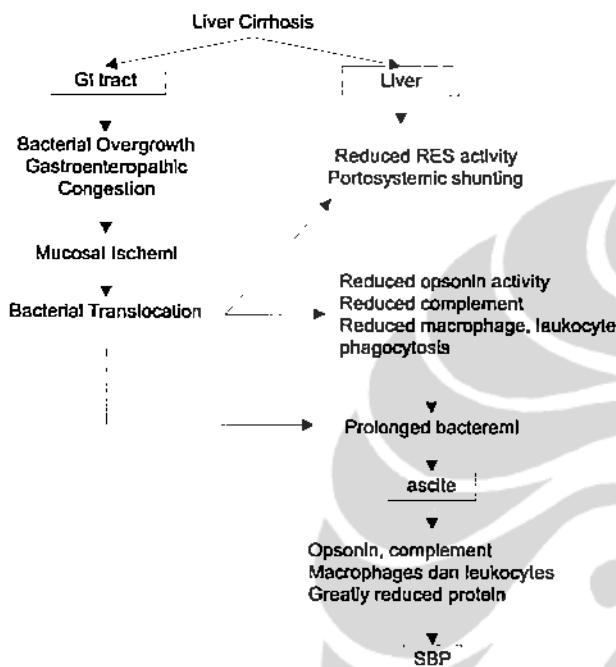 Liver Cirrhosis
GI tract
Liver
Bacterial Overgrowth
Gastroenteropathic
Congestion
Reduced RES activity
Portosystemic shunting
Mucosal Ischemi
Bacterial Translocation
Reduced opsonin activity
Reduced complement
Reduced macrophage, leukocyte
phagocytosis
Prolonged bacteremi
ascite
Opsonin, complement
Macrophages dan leukocytes
Greatly reduced protein
SBP